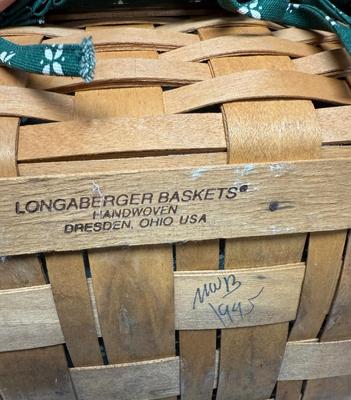 LONGABERGER BASKETS®
HANDWOVEN
DRESDEN, OHIO USA
MWB
1995